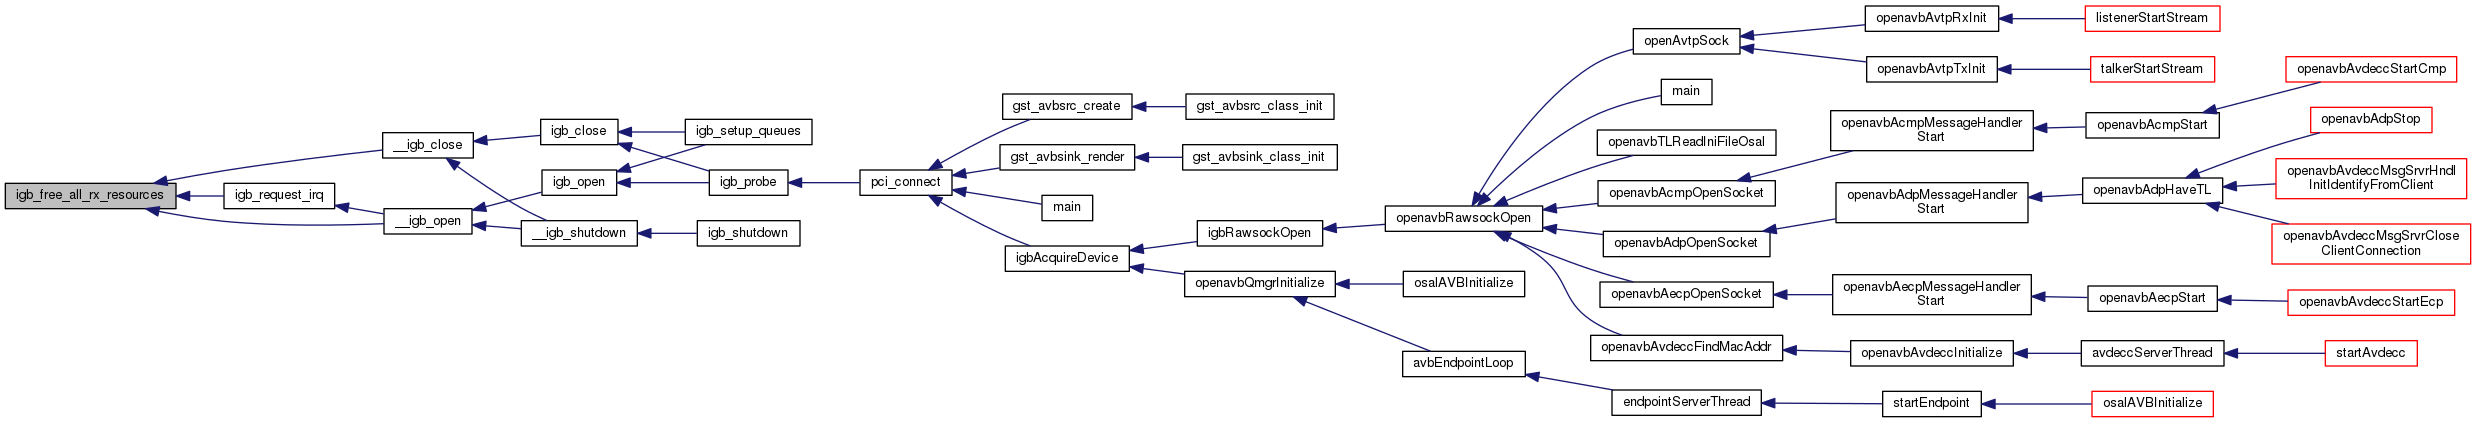 igb_free_all_rx_resources
__igb_close
igb_request_irq
__igb_open
igb_close
igb_open
__igb_shutdown
igb_setup_queues
igb_probe
igb_shutdown
pci_connect
gst_avbsrc_create
gst_avbsink_render
main
igbAcquireDevice
gst_avbsrc_class_init
gst_avbsink_class_init
igbRawsockOpen
openavbQmgrInitialize
openavbRawsockOpen
osalAVBInitialize
avbEndpointLoop
openAvtpSock
main
openavbTLReadIniFileOsal
openavbAcmpOpenSocket
openavbAdpOpenSocket
openavbAecpOpenSocket
openavbAvdeccFindMacAddr
endpointServerThread
openavbAvtpRxInit
openavbAvtpTxInit
openavbAcmpMessageHandler
Start
openavbAdpMessageHandler
Start
openavbAecpMessageHandler
Start
openavbAvdeccInitialize
startEndpoint
listenerStartStream
talkerStartStream
openavbAcmpStart
openavbAdpHaveTL
openavbAecpStart
avdeccServerThread
osalAVBInitialize
openavbAvdeccStartCmp
openavbAdpStop
openavbAvdeccMsgSrvrHndl
InitIdentifyFromClient
openavbAvdeccMsgSrvrClose
ClientConnection
openavbAvdeccStartEcp
startAvdecc